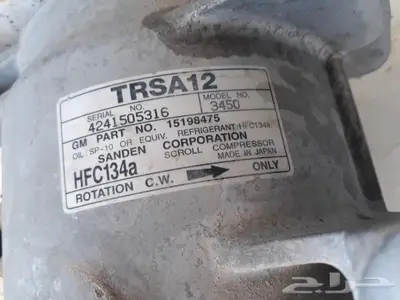 TRSA12
SERIAL NO. MODEL NO.
4241505316 3450
GM PART NO. 15198475
OIL:SP-10 OR EQUIV. REFRIGERANT:HFC134a
SANDEN CORPORATION
HFC134a SCROLL COMPRESSOR
MADE IN JAPAN
ROTATION C.W. ONLY
حراج